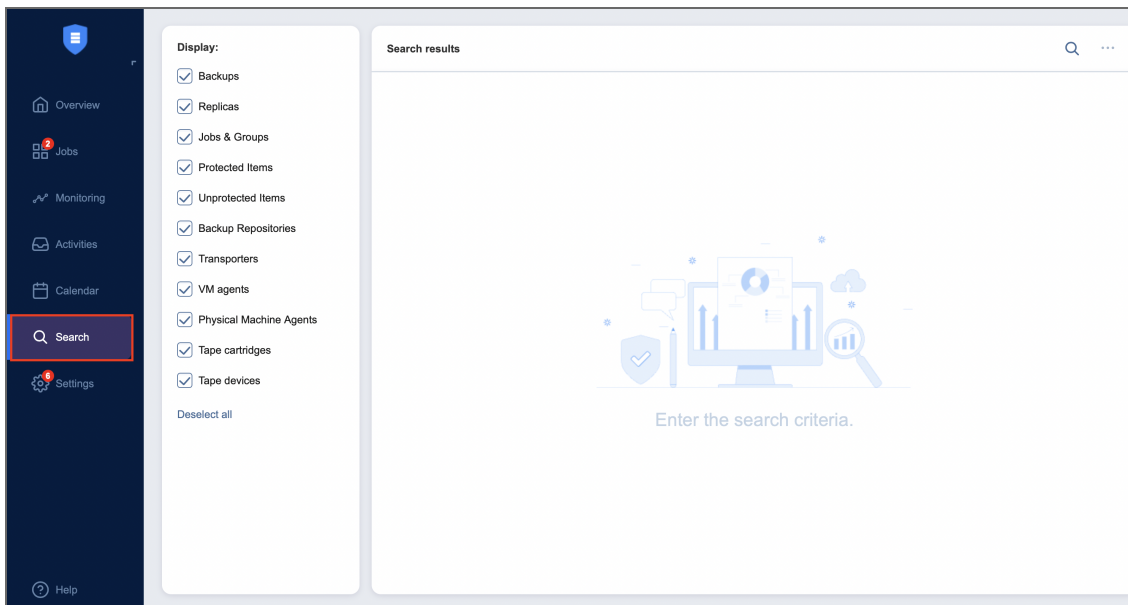 Overview
2
Jobs
Monitoring
Activities
Calendar
Search
6
Settings
Help
Display:
Backups
Replicas
Jobs & Groups
Protected Items
Unprotected Items
Backup Repositories
Transporters
VM agents
Physical Machine Agents
Tape cartridges
Tape devices
Deselect all
Search results
Enter the search criteria.